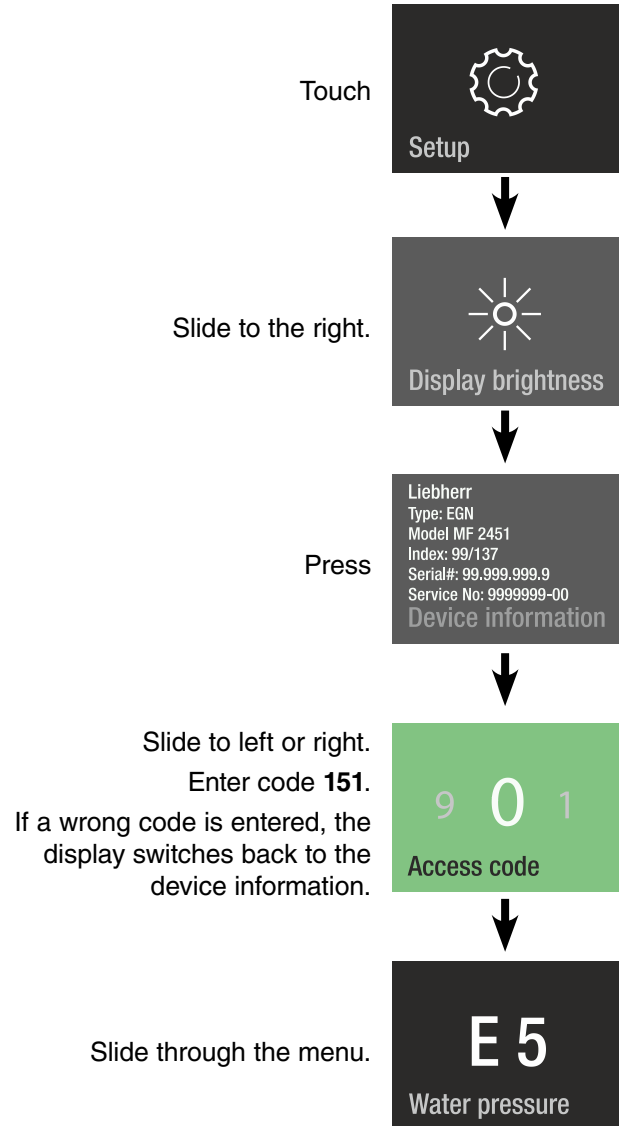 Touch
Setup
Slide to the right.
Display brightness
Press
Liebherr
Type: EGN
Model MF 2451
Index: 99/137
Serial#: 99.999.999.9
Service No: 9999999-00
Device information
Slide to left or right.
Enter code 151.
If a wrong code is entered, the
display switches back to the
device information.
9 0 1
Access code
Slide through the menu.
E 5
Water pressure